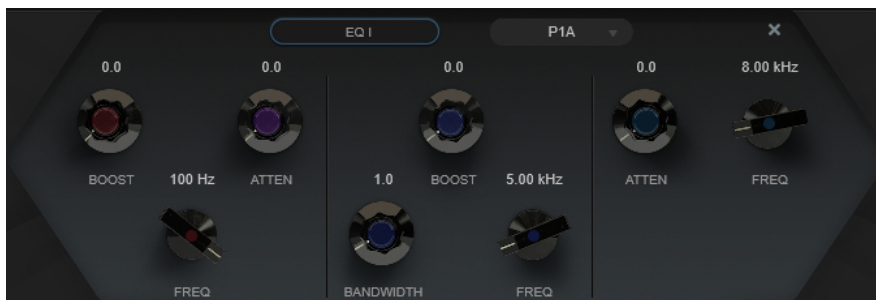 EQ I P1A
0.0 0.0 0.0 0.0 8.00 kHz
BOOST 100 Hz ATTEN 1.0 BOOST 5.00 kHz ATTEN FREQ
FREQ BANDWIDTH FREQ